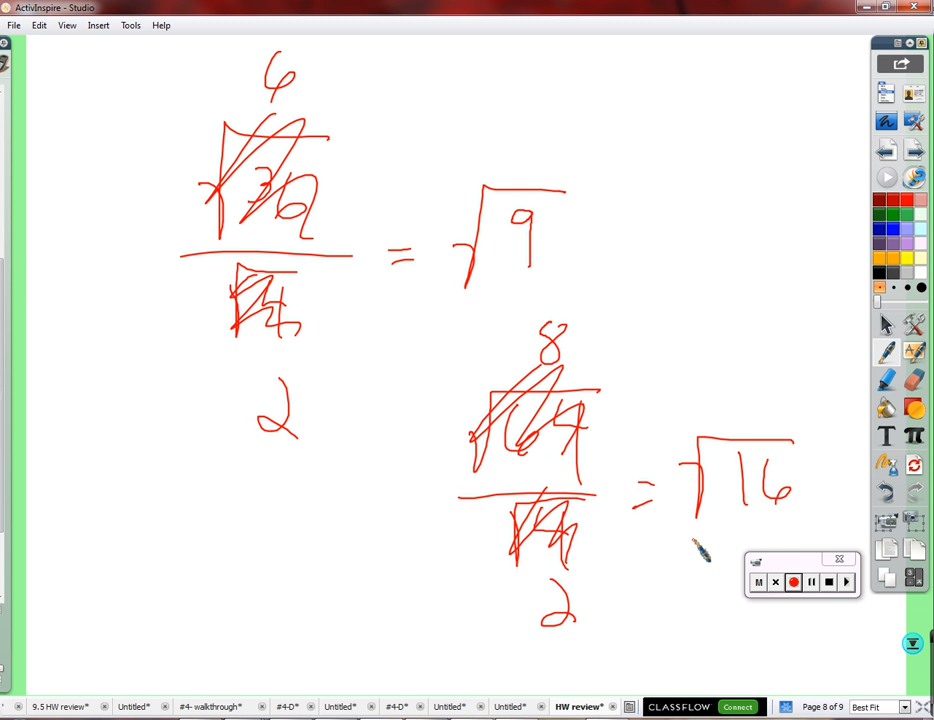 ActivInspire - Studio
File Edit View Insert Tools Help
6
√36
√4
= √9
2
8
√64
√4
= √16
2
M
9.5 HW review* Untitled* #4- walkthrough* #4-D* Untitled* #4-D* Untitled* Untitled* HW review* CLASSFLOW Connect Page 8 of 9 Best Fit